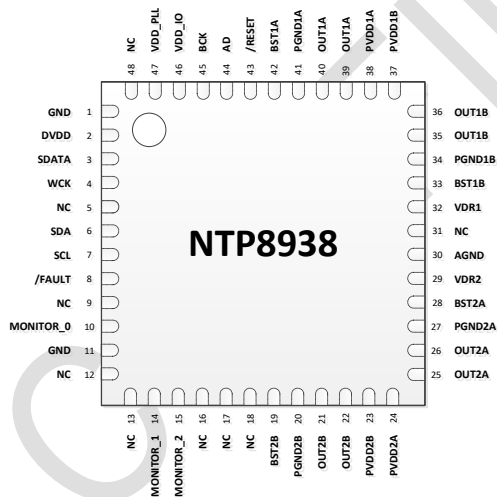 NC
VDD_PLL
VDD_IO
BCK
AD
/RESET
BST1A
PGND1A
OUT1A
OUT1A
PVDD1A
PVDD1B
48
47
46
45
44
43
42
41
40
39
38
37
GND 1
DVDD 2
SDATA 3
WCK 4
NC 5
SDA 6
SCL 7
/FAULT 8
NC 9
MONITOR_0 10
GND 11
NC 12
NTP8938
36 OUT1B
35 OUT1B
34 PGND1B
33 BST1B
32 VDR1
31 NC
30 AGND
29 VDR2
28 BST2A
27 PGND2A
26 OUT2A
25 OUT2A
13
14
15
16
17
18
19
20
21
22
23
24
NC
MONITOR_1
MONITOR_2
NC
NC
NC
BST2B
PGND2B
OUT2B
OUT2B
PVDD2B
PVDD2A